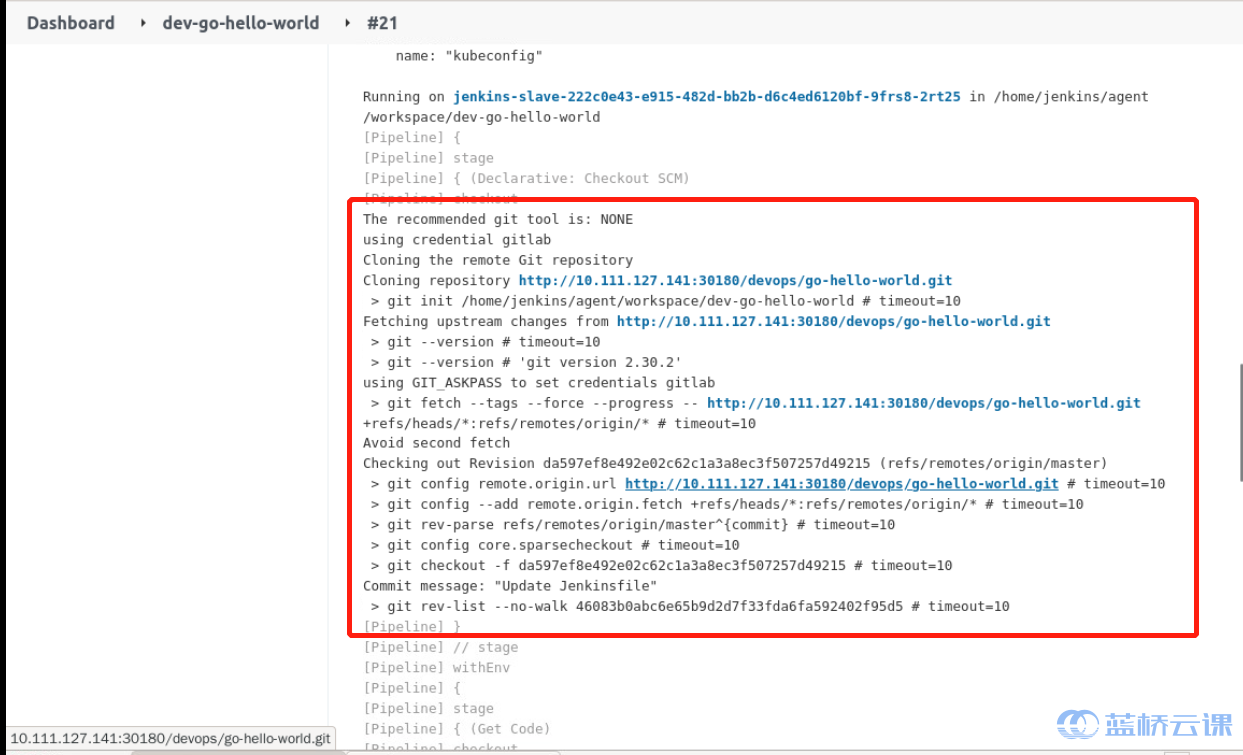 Dashboard ▸ dev-go-hello-world ▸ #21
name: "kubeconfig"
Running on jenkins-slave-222c0e43-e915-482d-bb2b-d6c4ed6120bf-9frs8-2rt25 in /home/jenkins/agent
/workspace/dev-go-hello-world
[Pipeline] {
[Pipeline] stage
[Pipeline] { (Declarative: Checkout SCM)
[Pipeline] checkout
The recommended git tool is: NONE
using credential gitlab
Cloning the remote Git repository
Cloning repository http://10.111.127.141:30180/devops/go-hello-world.git
 > git init /home/jenkins/agent/workspace/dev-go-hello-world # timeout=10
Fetching upstream changes from http://10.111.127.141:30180/devops/go-hello-world.git
 > git --version # timeout=10
 > git --version # 'git version 2.30.2'
using GIT_ASKPASS to set credentials gitlab
 > git fetch --tags --force --progress -- http://10.111.127.141:30180/devops/go-hello-world.git
+refs/heads/*:refs/remotes/origin/* # timeout=10
Avoid second fetch
Checking out Revision da597ef8e492e02c62c1a3a8ec3f507257d49215 (refs/remotes/origin/master)
 > git config remote.origin.url http://10.111.127.141:30180/devops/go-hello-world.git # timeout=10
 > git config --add remote.origin.fetch +refs/heads/*:refs/remotes/origin/* # timeout=10
 > git rev-parse refs/remotes/origin/master^{commit} # timeout=10
 > git config core.sparsecheckout # timeout=10
 > git checkout -f da597ef8e492e02c62c1a3a8ec3f507257d49215 # timeout=10
Commit message: "Update Jenkinsfile"
 > git rev-list --no-walk 46083b0abc6e65b9d2d7f33fda6fa592402f95d5 # timeout=10
[Pipeline] }
[Pipeline] // stage
[Pipeline] withEnv
[Pipeline] {
[Pipeline] stage
[Pipeline] { (Get Code)
[Pipeline] checkout
10.111.127.141:30180/devops/go-hello-world.git
蓝桥云课